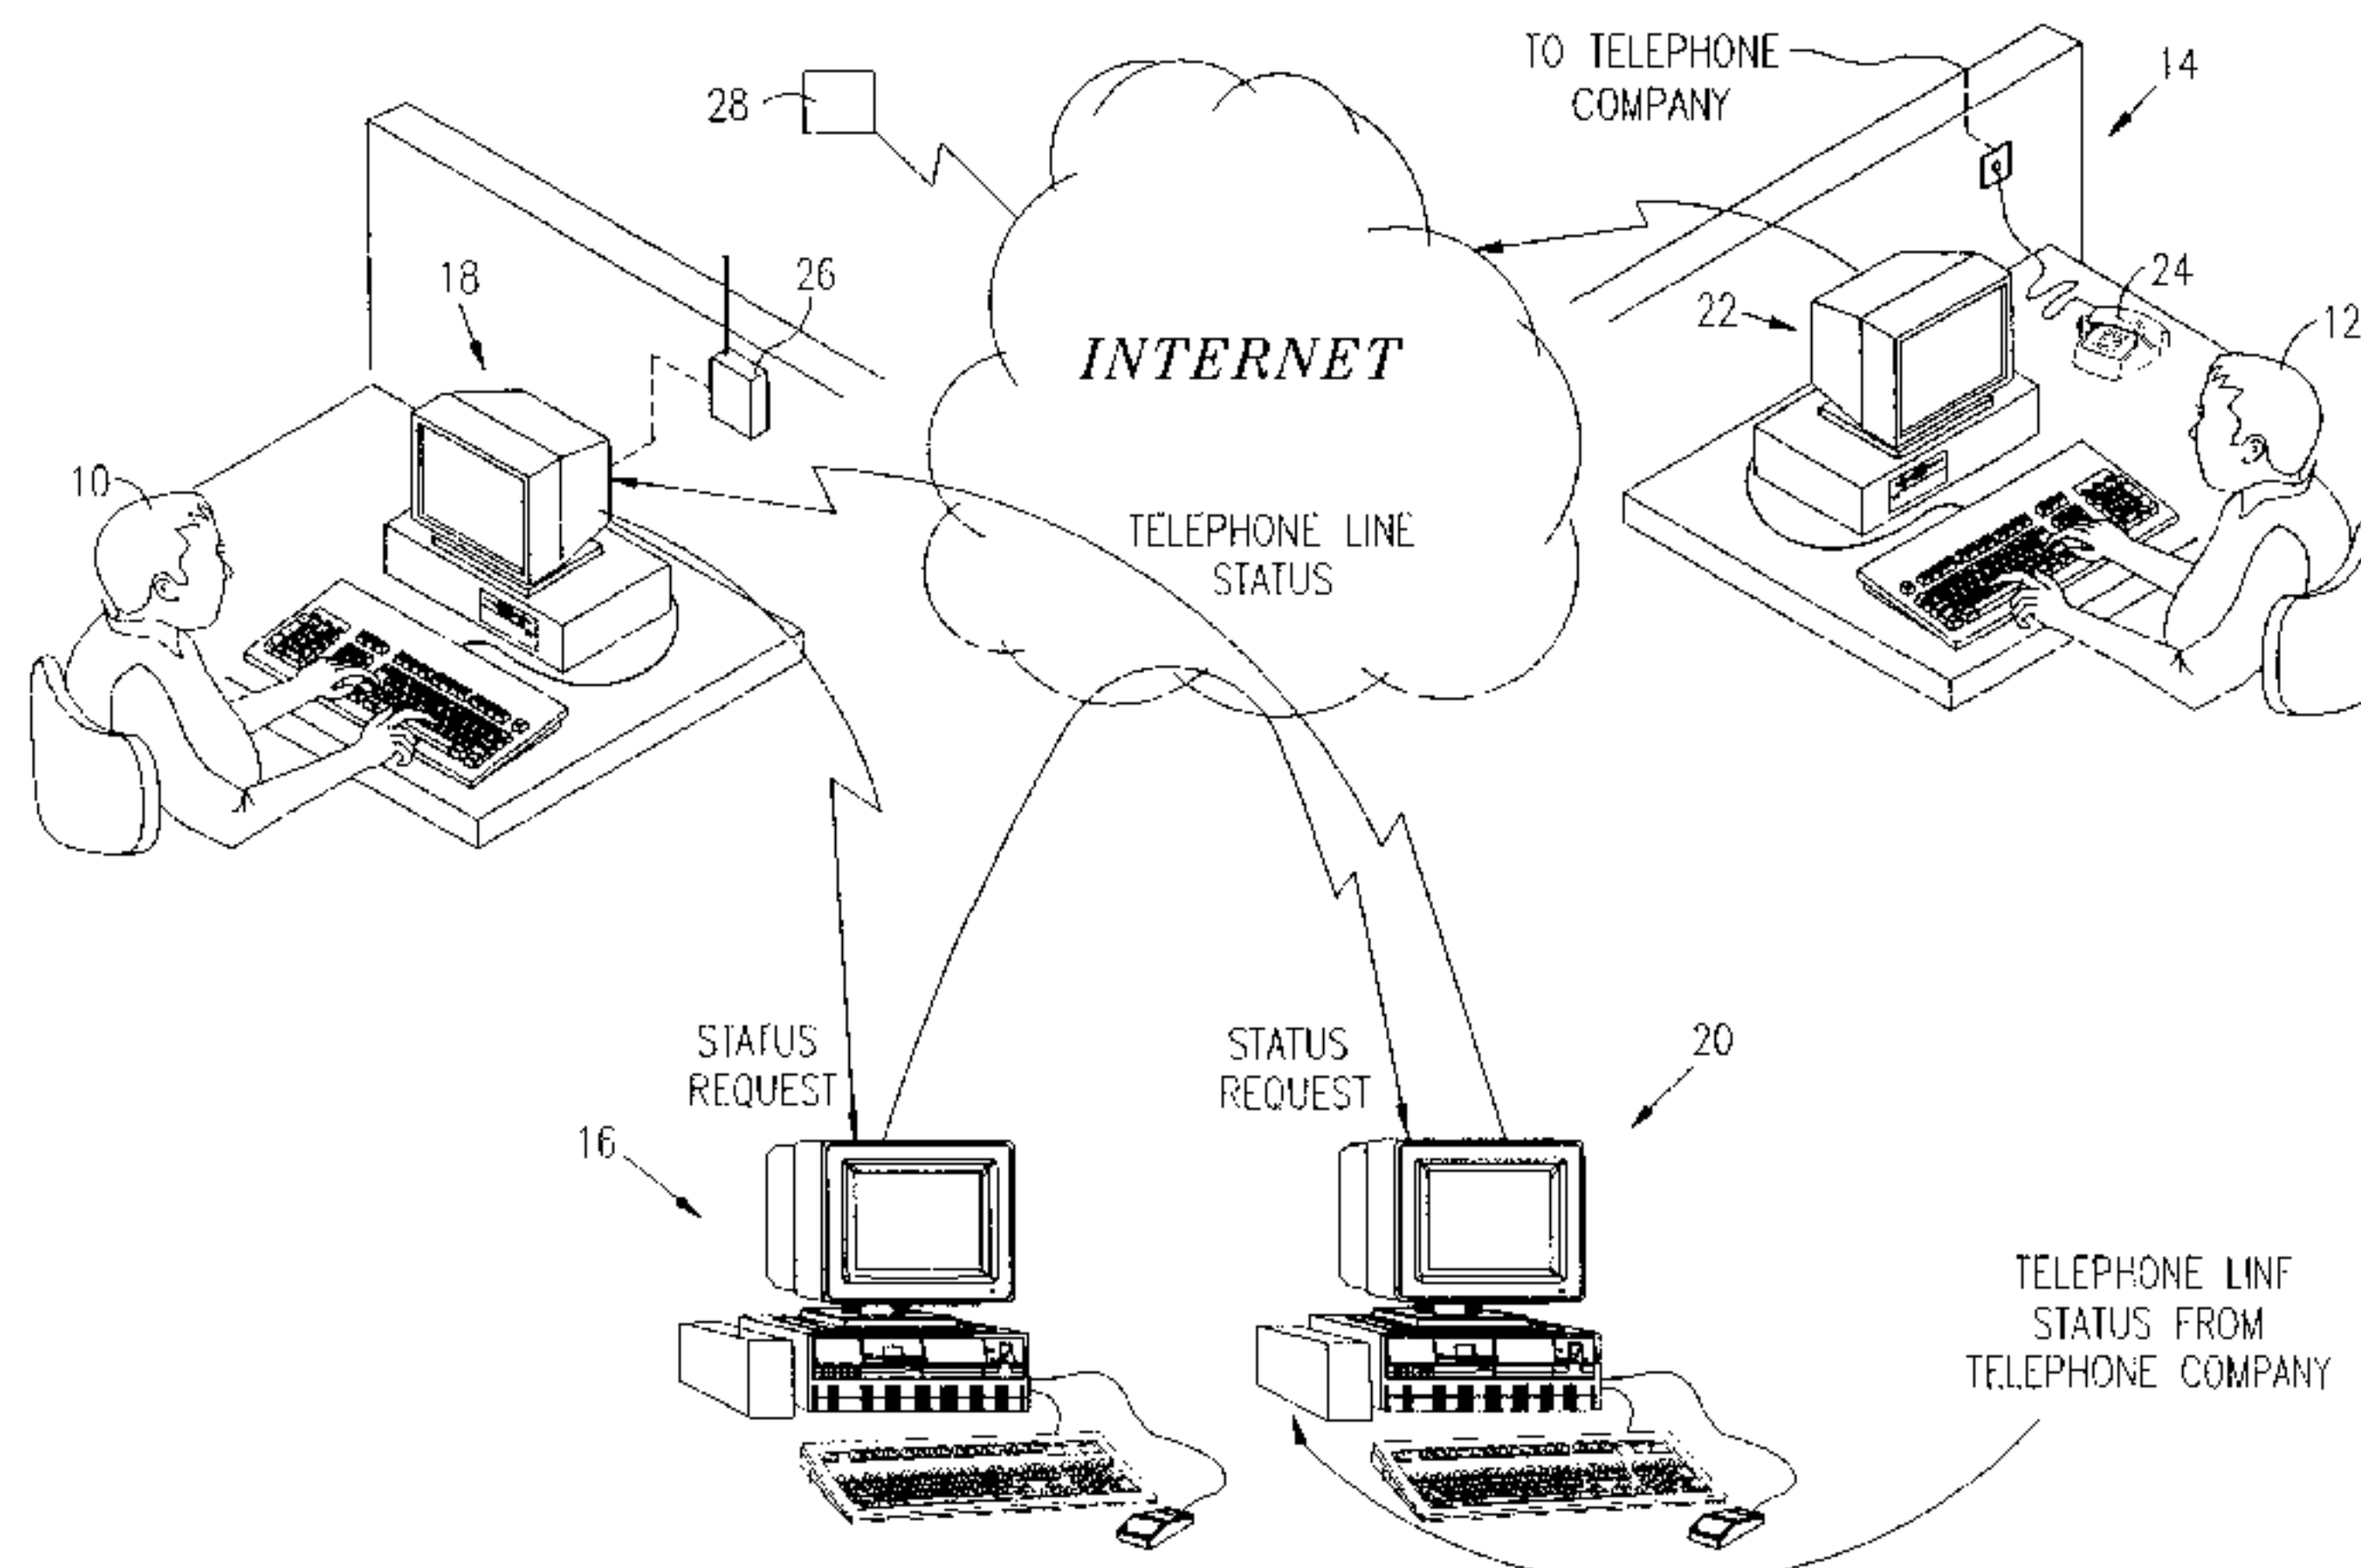 TO TELEPHONE
COMPANY
14
28
18
26
22
24
12
INTERNET
10
TELEPHONE LINE
STATUS
STATUS
REQUEST
STATUS
REQUEST
20
16
TELEPHONE LINE
STATUS FROM
TELEPHONE COMPANY